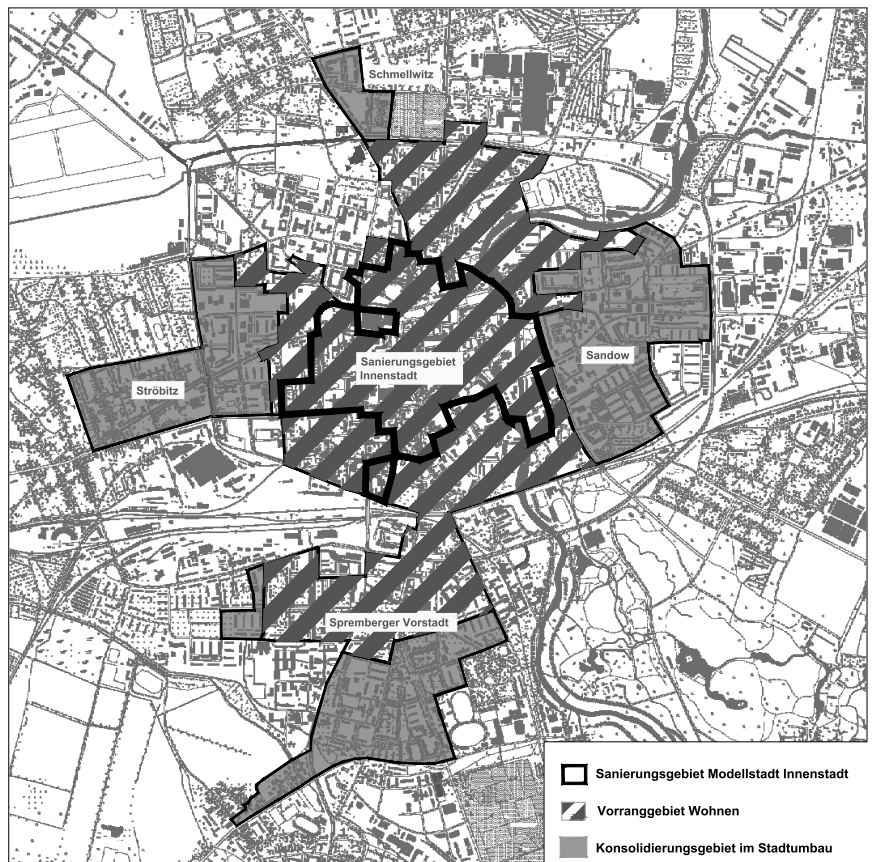 Schmellwitz
Sanierungsgebiet
Innenstadt
Sandow
Ströbitz
Spremberger Vorstadt
Sanierungsgebiet Modellstadt Innenstadt
Vorranggebiet Wohnen
Konsolidierungsgebiet im Stadtumbau